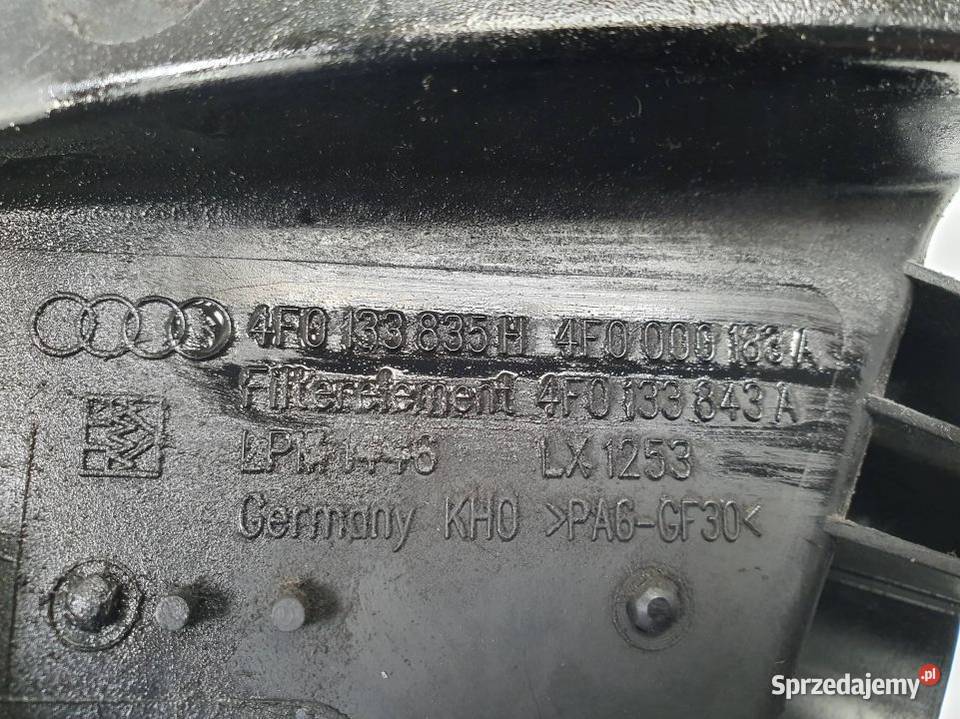 4F0 133 835 H 4F0 000 183 A
Filterelement 4F0 133 843 A
LX 1253
Germany KH0 >PA6-GF30<
Sprzedajemy.pl